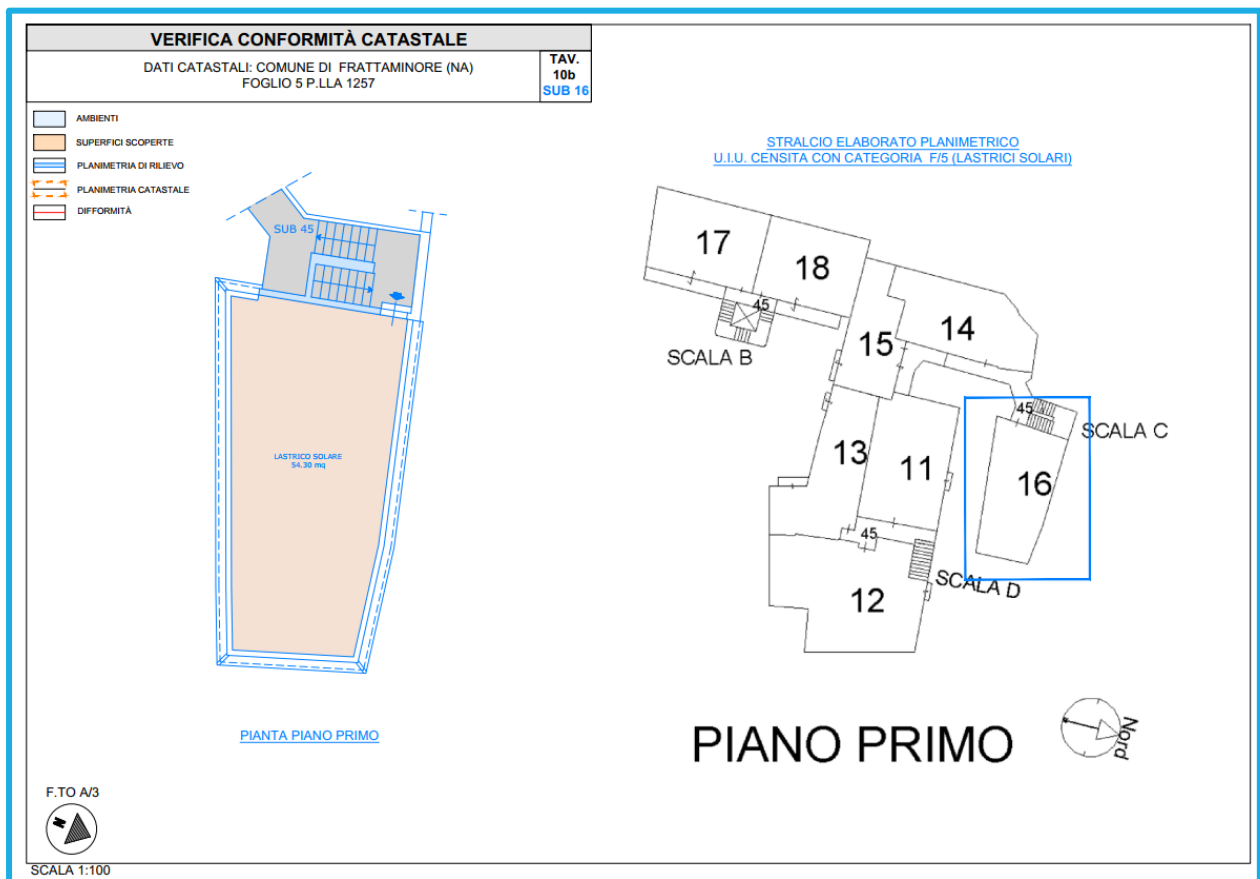 VERIFICA CONFORMITÀ CATASTALE
DATI CATASTALI: COMUNE DI FRATTAMINORE (NA)
FOGLIO 5 P.LLA 1257
TAV.
10b
SUB 16
AMBIENTI
SUPERFICI SCOPERTE
PLANIMETRIA DI RILIEVO
PLANIMETRIA CATASTALE
DIFFORMITÀ
SUB 45
LASTRICO SOLARE
54.30 mq
PIANTA PIANO PRIMO
F.TO A/3
N
SCALA 1:100
STRALCIO ELABORATO PLANIMETRICO
U.I.U. CENSITA CON CATEGORIA F/5 (LASTRICI SOLARI)
17
18
45
SCALA B
15
14
45
SCALA C
13
11
16
45
SCALA D
12
PIANO PRIMO
Nord